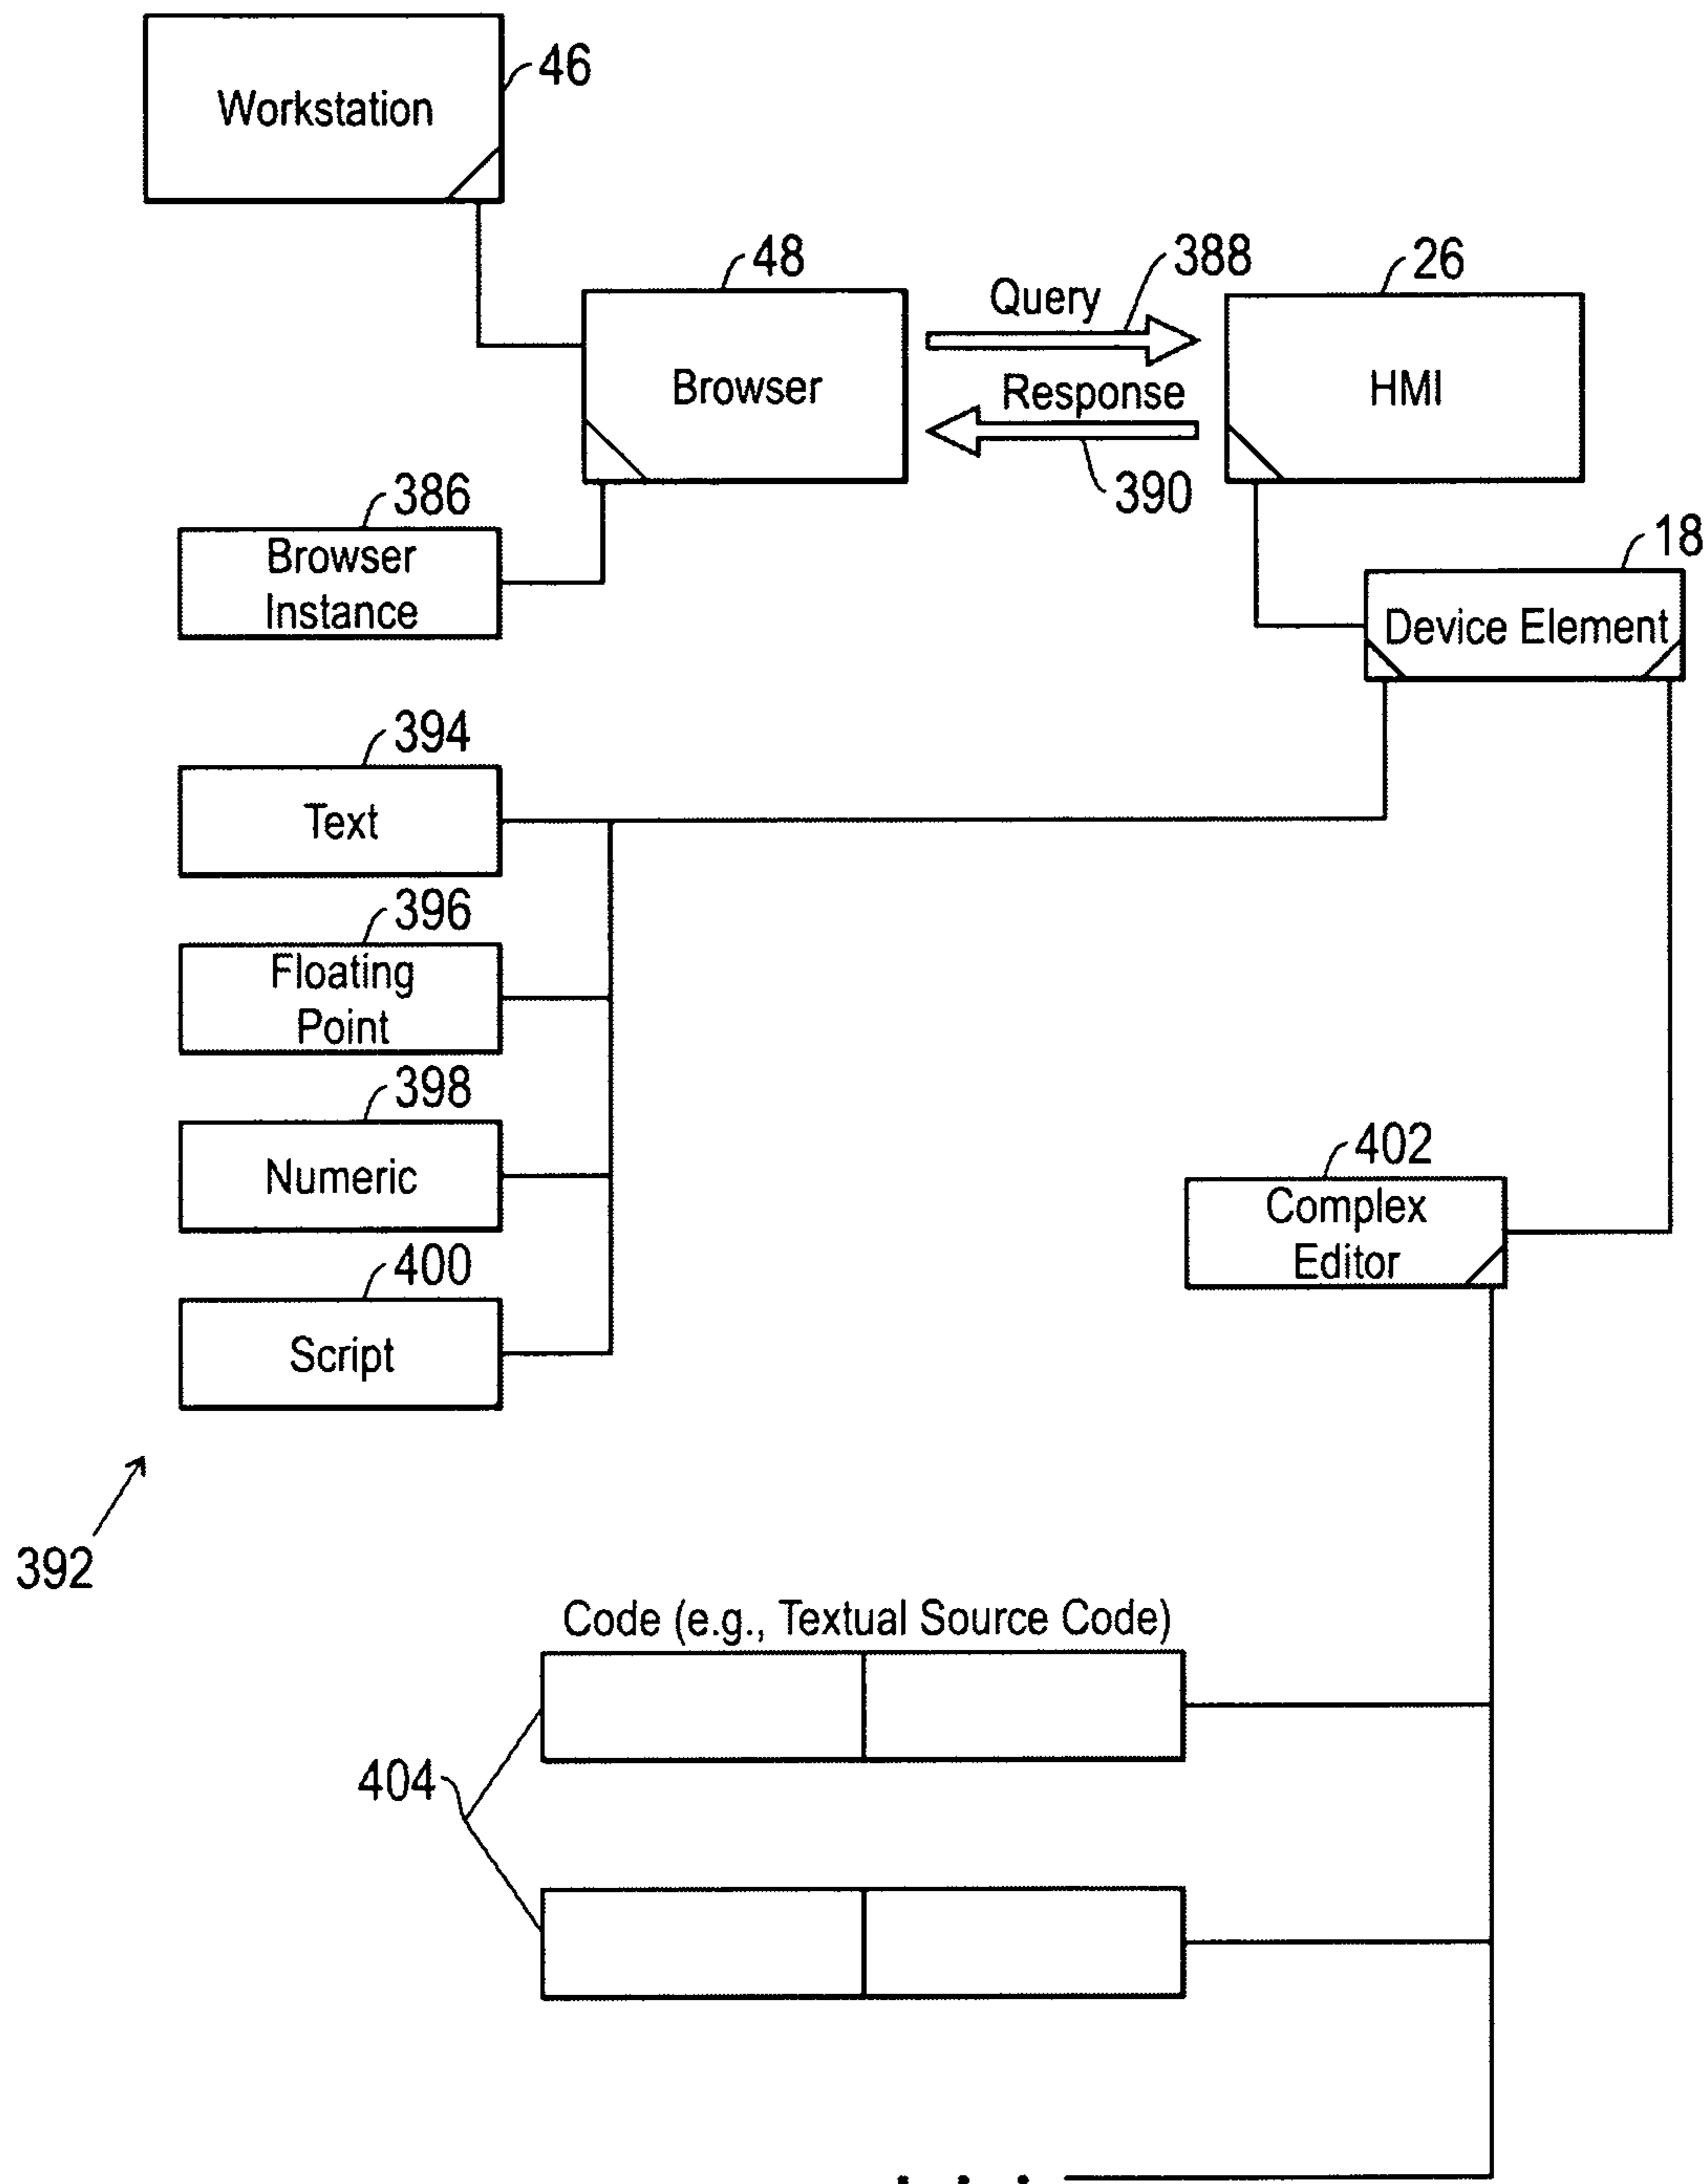 46
Workstation
48
388
26
Query
Browser
HMI
Response
390
386
18
Browser
Instance
Device Element
394
Text
396
Floating
Point
398
Numeric
402
Complex
Editor
400
Script
392
Code (e.g., Textual Source Code)
404